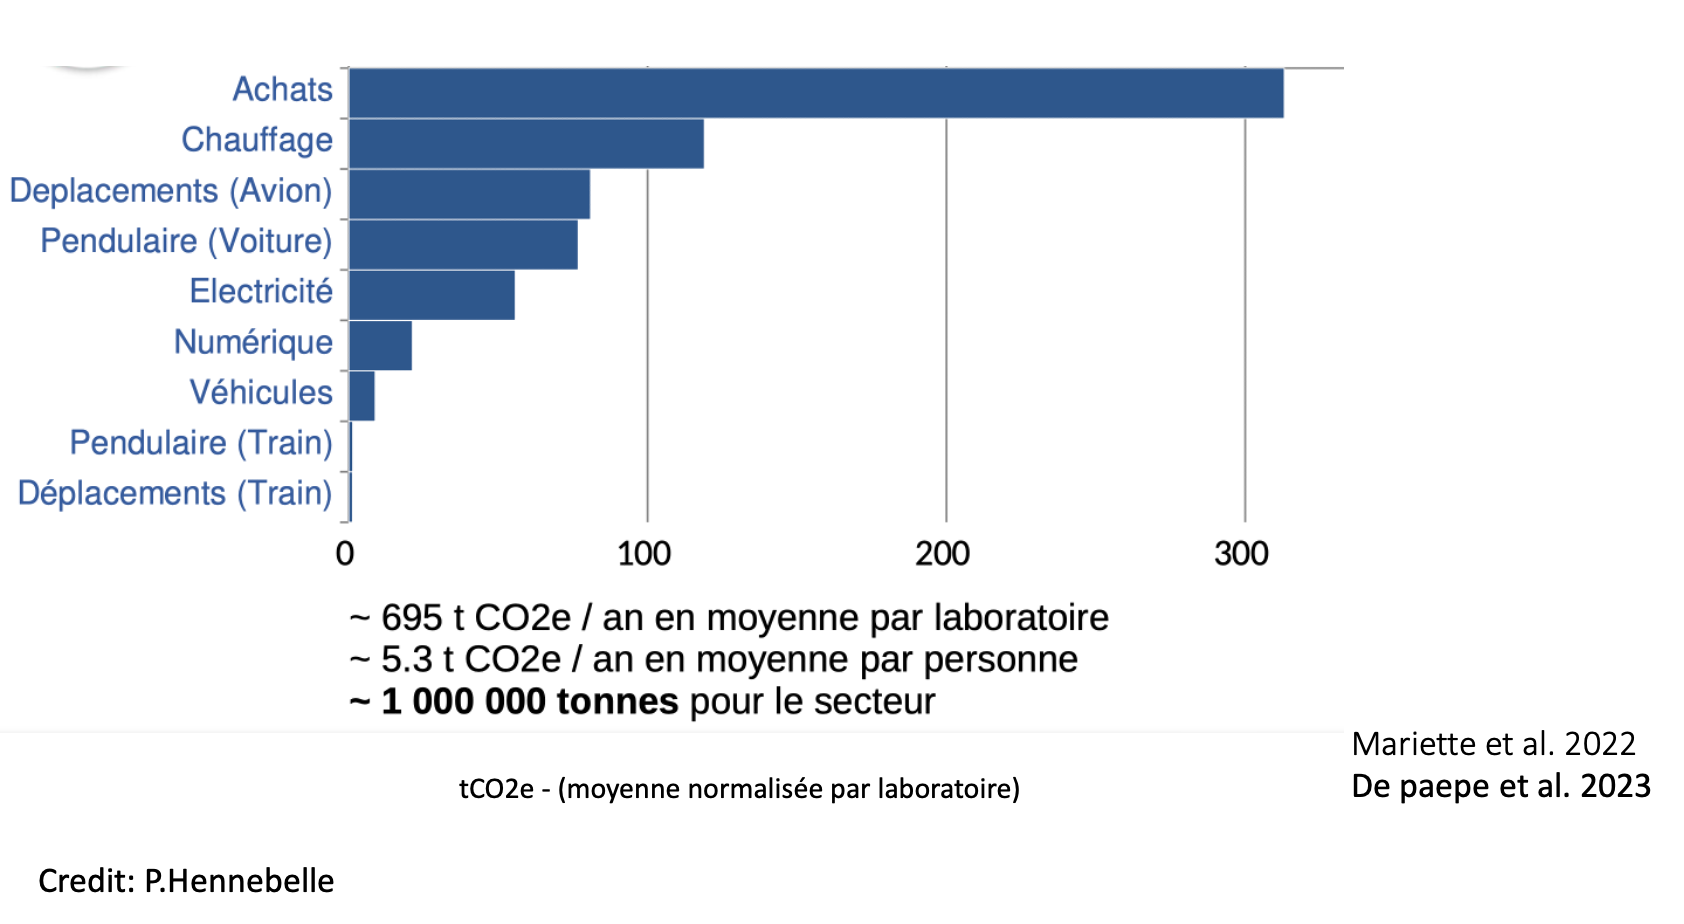 Achats
Chauffage
Deplacements (Avion)
Pendulaire (Voiture)
Electricité
Numérique
Véhicules
Pendulaire (Train)
Déplacements (Train)
0 100 200 300
~ 695 t CO2e / an en moyenne par laboratoire
~ 5.3 t CO2e / an en moyenne par personne
~ 1 000 000 tonnes pour le secteur
Mariette et al. 2022
tCO2e - (moyenne normalisée par laboratoire)
De paepe et al. 2023
Credit: P.Hennebelle